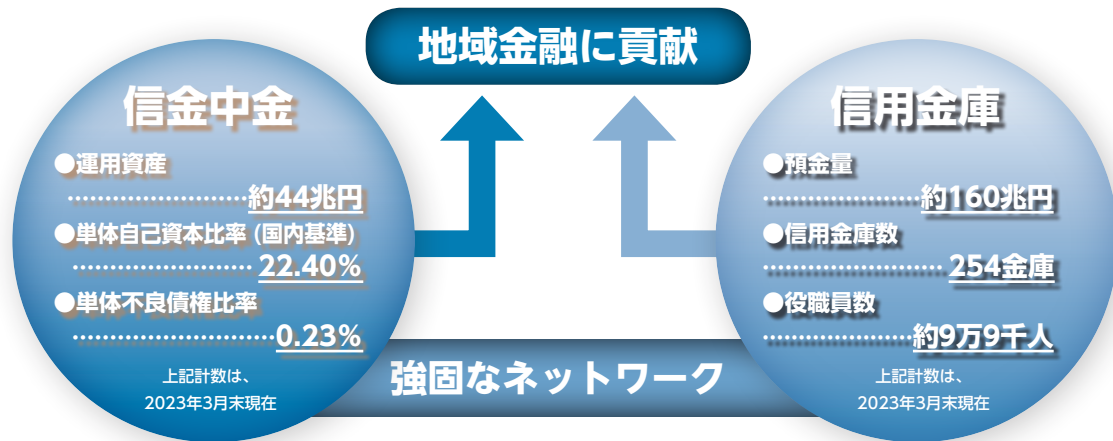 地域金融に貢献
信金中金
●運用資産
約44兆円
●単体自己資本比率 (国内基準)
22.40%
●単体不良債権比率
0.23%
上記計数は、
2023年3月末現在
信用金庫
●預金量
約160兆円
●信用金庫数
254金庫
●役職員数
約9万9千人
上記計数は、
2023年3月末現在
強固なネットワーク